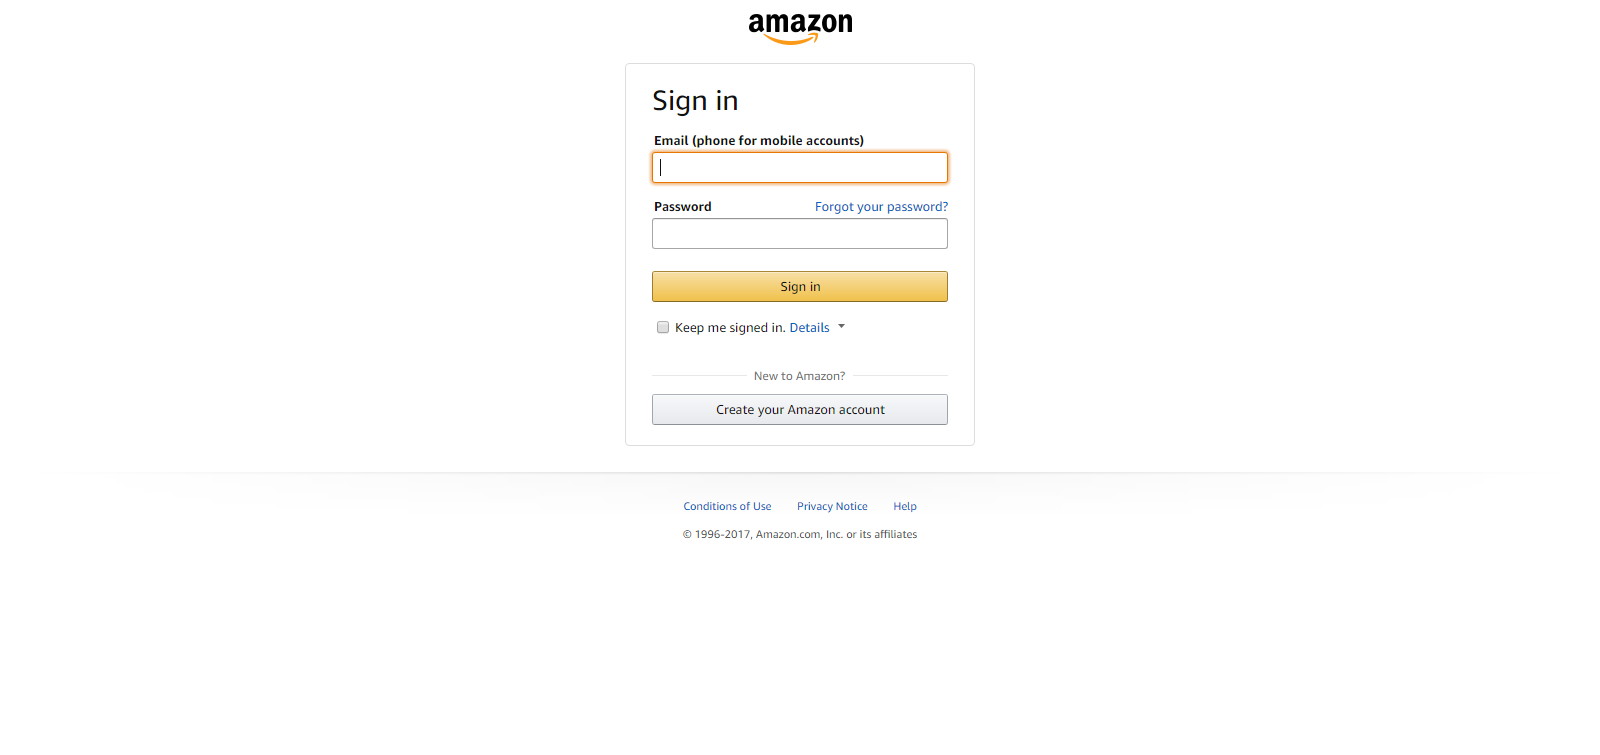 amazon
Sign in
Email (phone for mobile accounts)
Password Forgot your password?
Sign in
Keep me signed in. Details
New to Amazon?
Create your Amazon account
Conditions of Use Privacy Notice Help
© 1996-2017, Amazon.com, Inc. or its affiliates